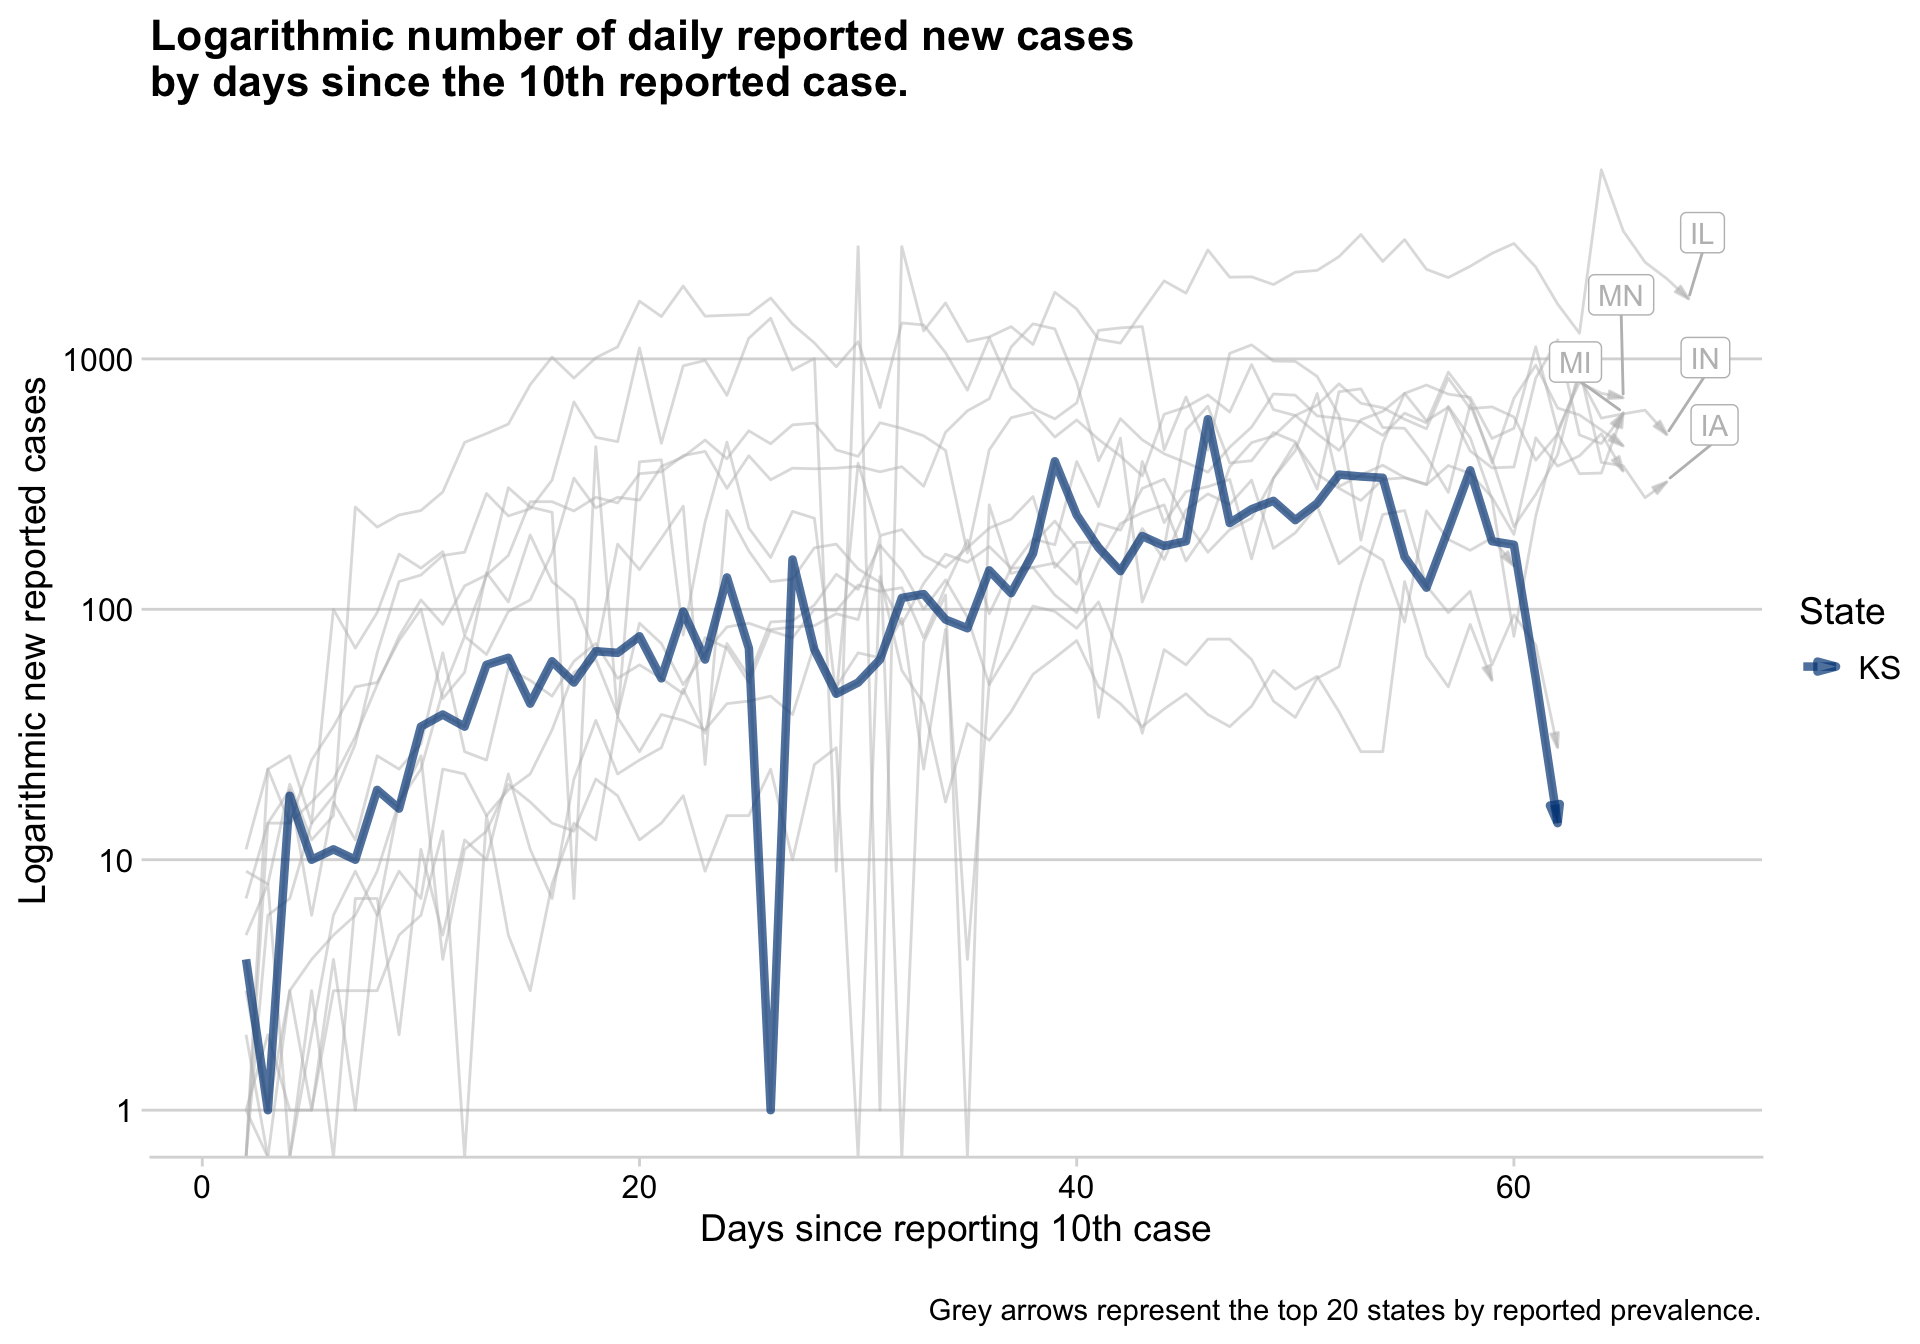 Logarithmic number of daily reported new cases
by days since the 10th reported case.
IL
MN
1000
MI
IN
IA
Logarithmic new reported cases
100
State
KS
10
1
0
20
40
60
Days since reporting 10th case
Grey arrows represent the top 20 states by reported prevalence.